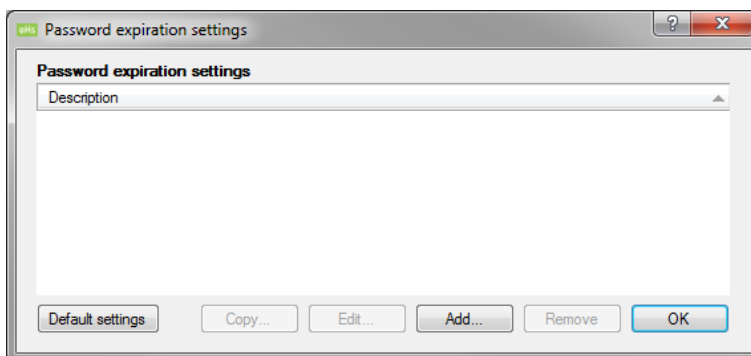 UMS Password expiration settings ? X
Password expiration settings
Description
Default settings Copy... Edit... Add... Remove OK